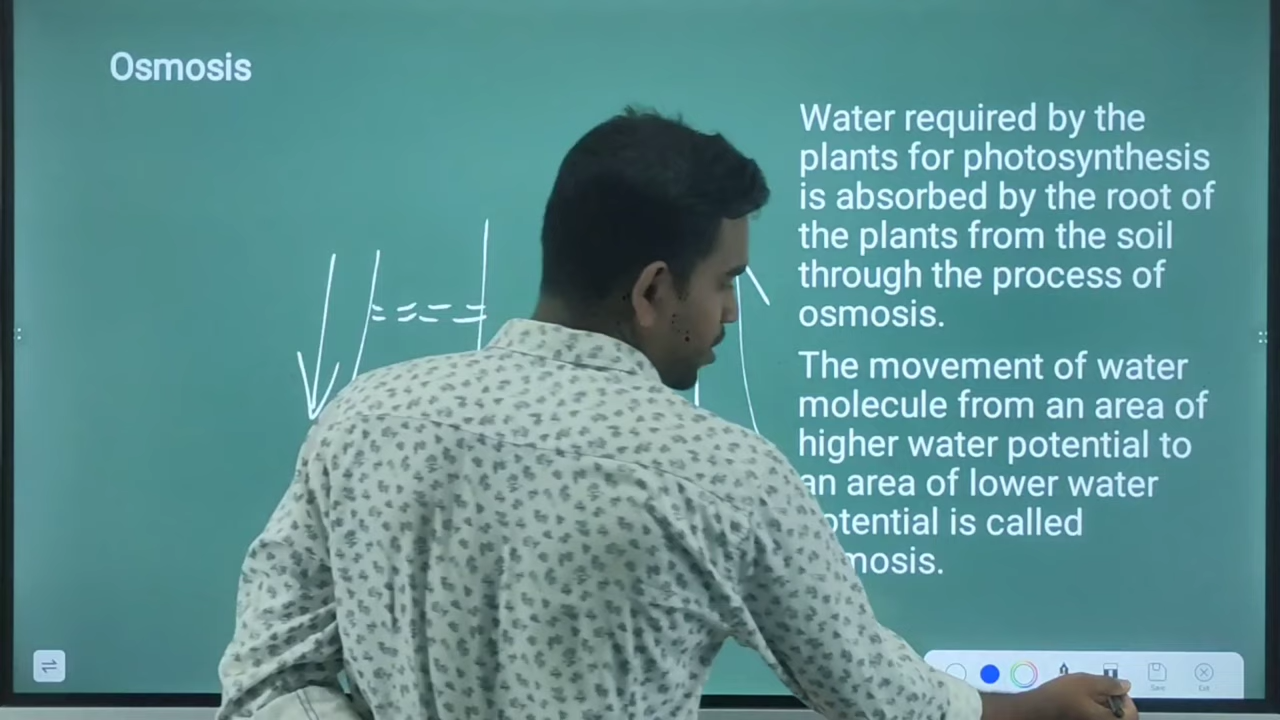 Osmosis
Water required by the
plants for photosynthesis
is absorbed by the root of
the plants from the soil
through the process of
osmosis.
The movement of water
molecule from an area of
higher water potential to
an area of lower water
otential is called
mosis.
Save
Exit